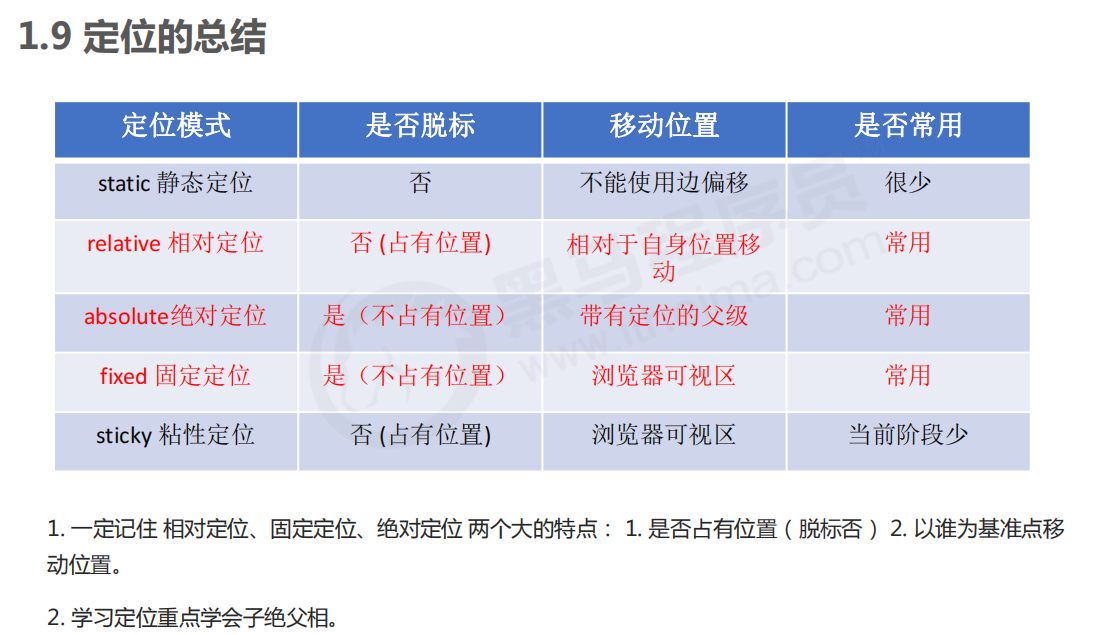 1.9 定位的总结
定位模式 是否脱标 移动位置 是否常用
static 静态定位 否 不能使用边偏移 很少
relative 相对定位 否 (占有位置) 相对于自身位置移 常用
动
absolute绝对定位 是（不占有位置） 带有定位的父级 常用
fixed 固定定位 是（不占有位置） 浏览器可视区 常用
sticky 粘性定位 否 (占有位置) 浏览器可视区 当前阶段少
黑马程序员
www.itheima.com
1. 一定记住 相对定位、固定定位、绝对定位 两个大的特点： 1. 是否占有位置（脱标否） 2. 以谁为基准点移
动位置。
2. 学习定位重点学会子绝父相。